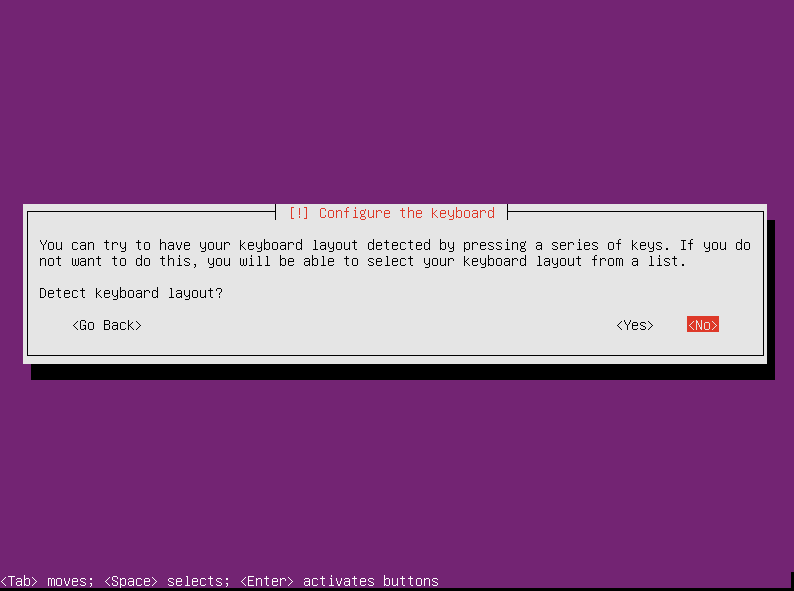 [!] Configure the keyboard
You can try to have your keyboard layout detected by pressing a series of keys. If you do
not want to do this, you will be able to select your keyboard layout from a list.
Detect keyboard layout?
<Go Back> <Yes> <No>
<Tab> moves; <Space> selects; <Enter> activates buttons